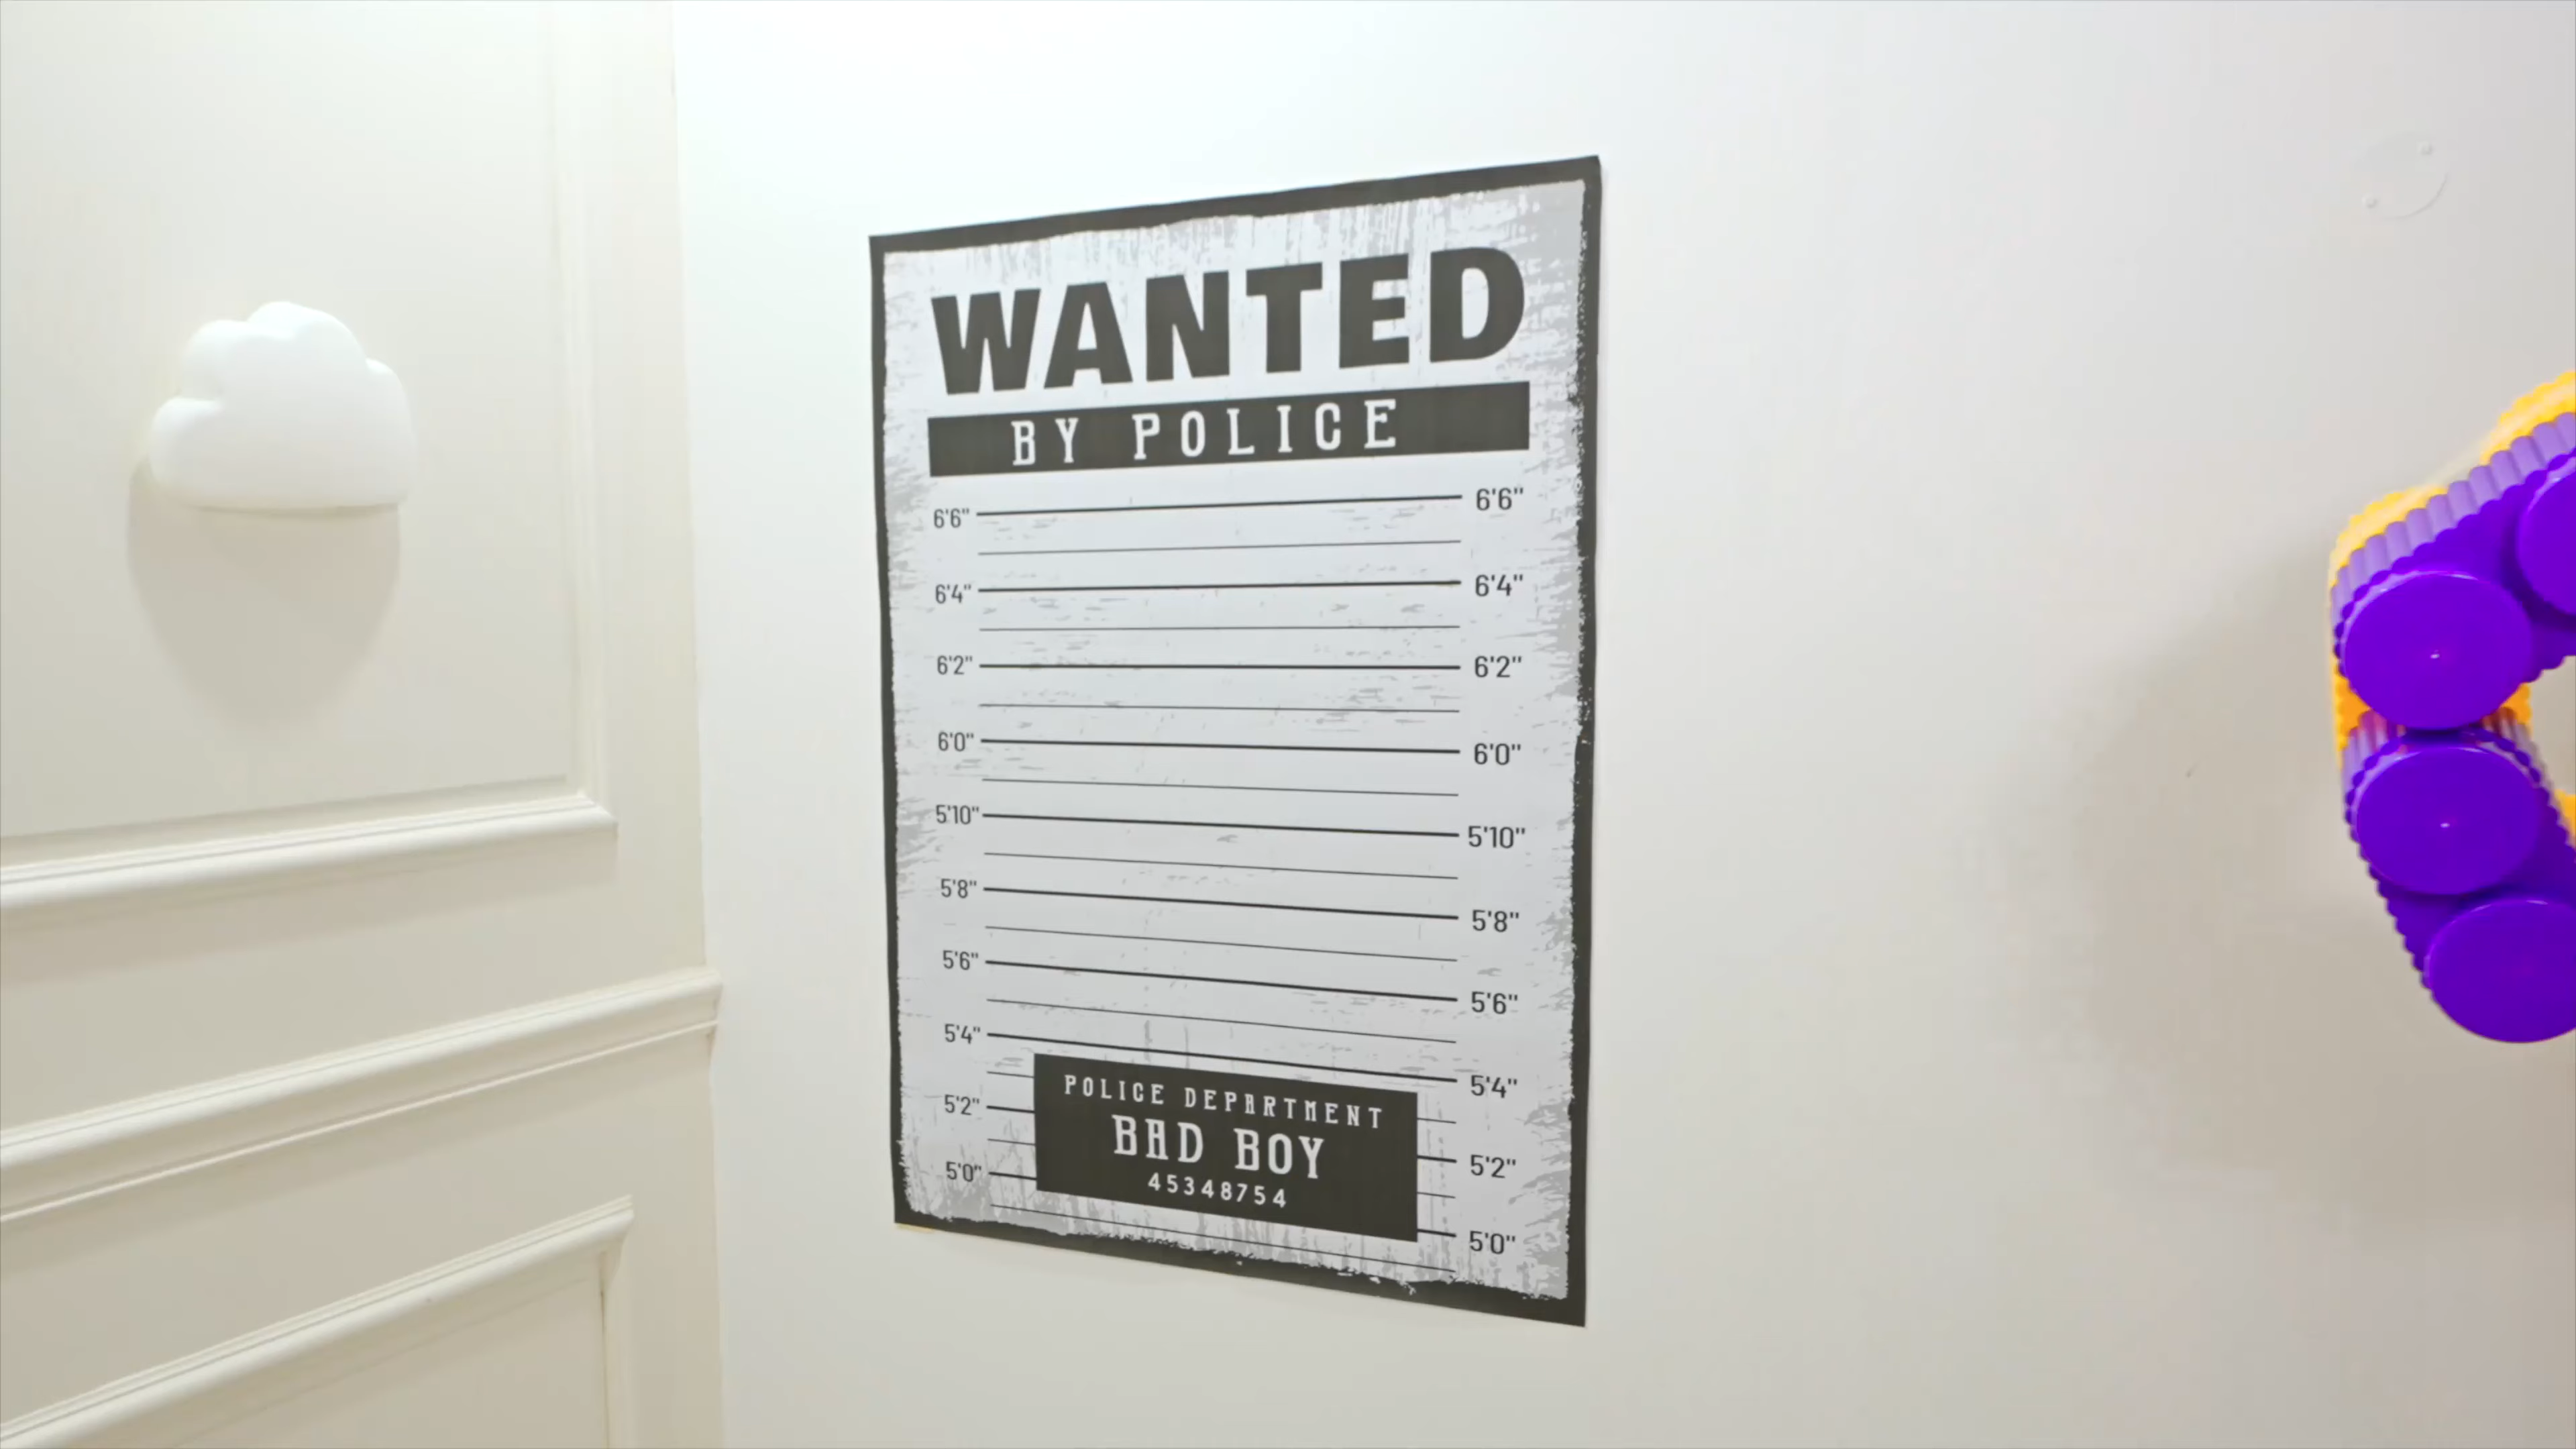 WANTED
BY POLICE
6'6" 6'6"
6'4" 6'4"
6'2" 6'2"
6'0" 6'0"
5'10" 5'10"
5'8" 5'8"
5'6" 5'6"
5'4" 5'4"
5'2" 5'2"
5'0" 5'0"
POLICE DEPARTMENT
BAD BOY
45348754